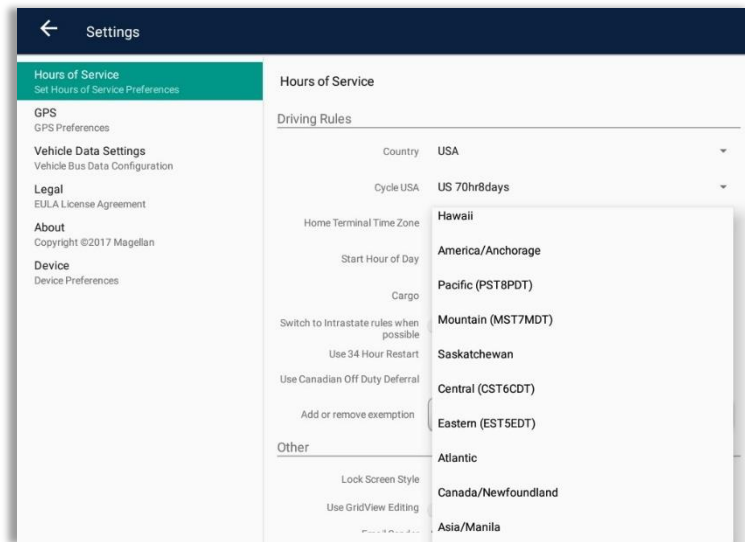 Settings
Hours of Service
Set Hours of Service Preferences
GPS
GPS Preferences
Vehicle Data Settings
Vehicle Bus Data Configuration
Legal
EULA License Agreement
About
Copyright ©2017 Magellan
Device
Device Preferences
Hours of Service
Driving Rules
Country USA
Cycle USA US 70hr8days
Home Terminal Time Zone
Start Hour of Day
Cargo
Switch to Intrastate rules when
possible
Use 34 Hour Restart
Use Canadian Off Duty Deferral
Add or remove exemption
Other
Lock Screen Style
Use GridView Editing
Hawaii
America/Anchorage
Pacific (PST8PDT)
Mountain (MST7MDT)
Saskatchewan
Central (CST6CDT)
Eastern (EST5EDT)
Atlantic
Canada/Newfoundland
Asia/Manila